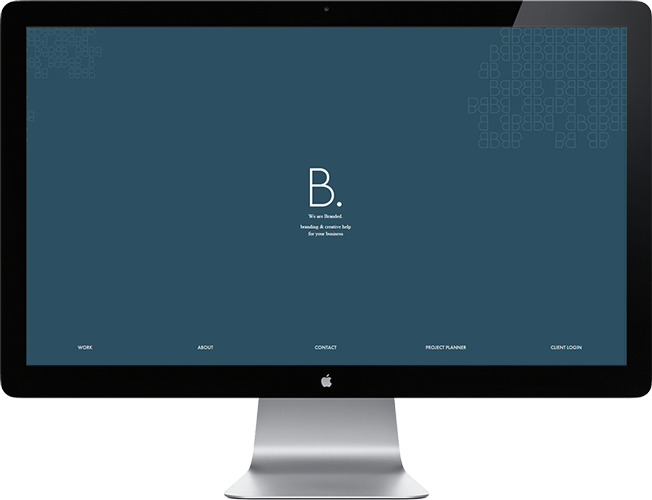 B.
We are Branded.
branding & creative help
for your business
WORK ABOUT CONTACT PROJECT PLANNER CLIENT LOGIN